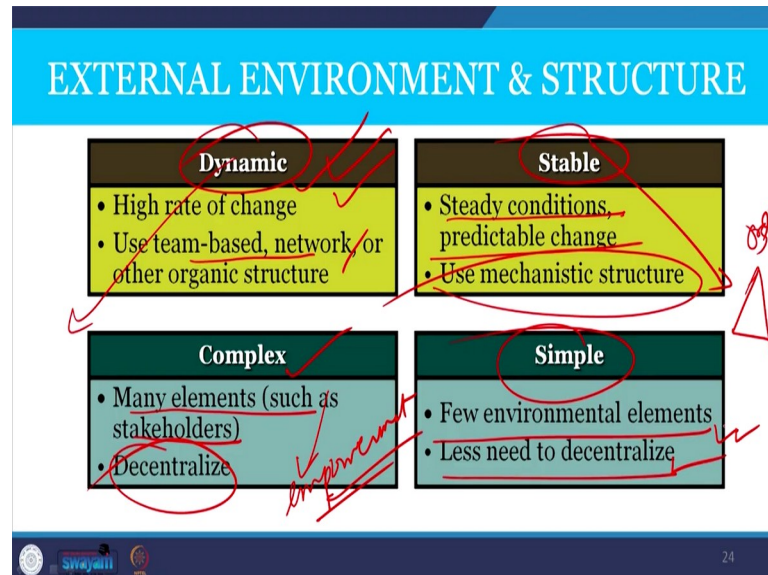 EXTERNAL ENVIRONMENT & STRUCTURE
Dynamic
• High rate of change
• Use team-based, network, or
other organic structure
Stable
• Steady conditions,
predictable change
• Use mechanistic structure
Complex
• Many elements (such as
stakeholders)
• Decentralize
empowerment
Simple
• Few environmental elements
• Less need to decentralize
swayam
24